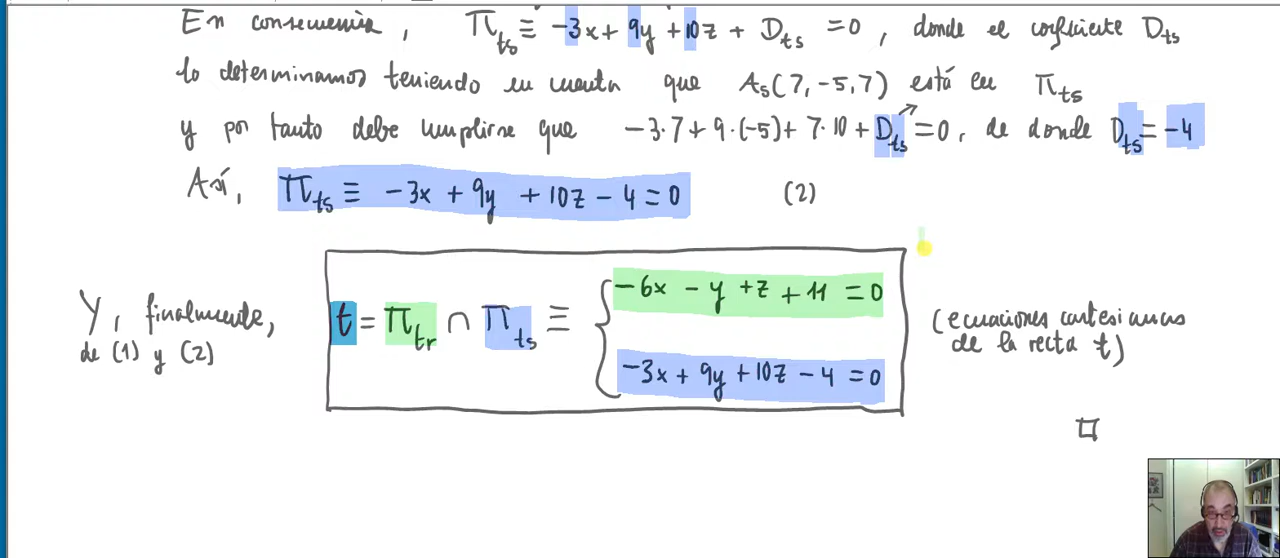 En consecuencia, Π_ts ≡ -3x + 9y + 10z + D_ts = 0, donde el coeficiente D_ts
lo determinamos teniendo en cuenta que A_s(7, -5, 7) está en Π_ts
y por tanto debe cumplirse que -3·7 + 9·(-5) + 7·10 + D_ts = 0, de donde D_ts = -4
Así, Π_ts ≡ -3x + 9y + 10z - 4 = 0 (2)
Y, finalmente,
de (1) y (2)
t = Π_tr ∩ Π_ts ≡ {
-6x - y + z + 11 = 0
-3x + 9y + 10z - 4 = 0
(ecuaciones cartesianas
de la recta t)